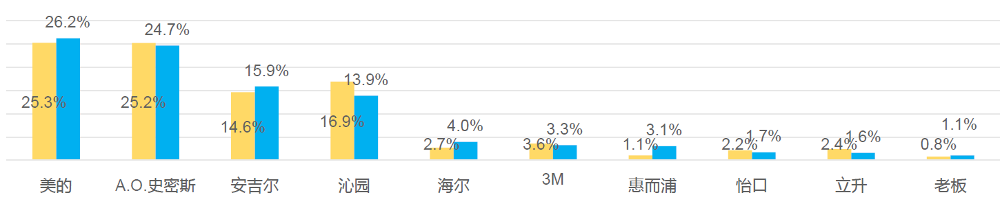 26.2%
24.7%
15.9%
13.9%
4.0%
3.3%
3.1%
1.7%
1.6%
1.1%
25.3%
25.2%
14.6%
16.9%
2.7%
3.6%
1.1%
2.2%
2.4%
0.8%
美的
A.O.史密斯
安吉尔
沁园
海尔
3M
惠而浦
怡口
立升
老板